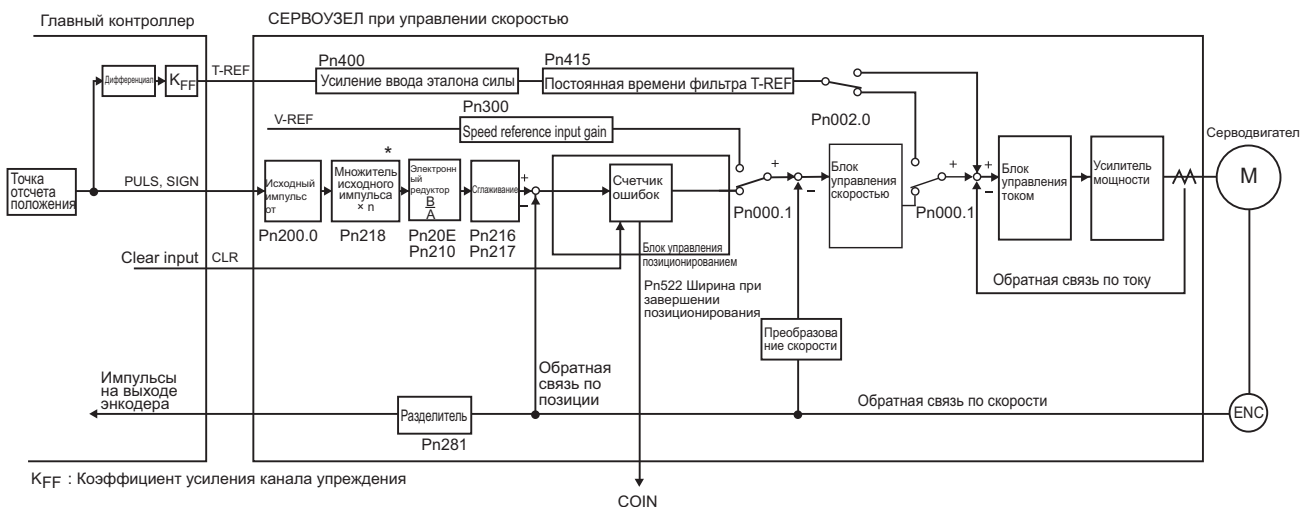 Главный контроллер
СЕРВОУЗЕЛ при управлении скоростью
Дифференциал
KFF
T-REF
Pn400
Усиление ввода эталона силы
Pn415
Постоянная времени фильтра T-REF
Pn002.0
V-REF
Pn300
Speed reference input gain
Точка
отсчета
положения
PULS, SIGN
Исходный
импульс
от
Pn200.0
*
Множитель
исходного
импульса
× n
Pn218
Электронн
ый
редуктор
B
A
Pn20E
Pn210
Сглаживание
Pn216
Pn217
+
–
Счетчик
ошибок
Блок управления
позиционированием
Pn000.1
+
–
Блок
управления
скоростью
Pn000.1
+
+
–
Блок
управления
током
Усилитель
мощности
Серводвигател
M
Clear input
CLR
Pn522 Ширина при
завершении
позиционирования
Обратная связь по току
Преобразова
ние скорости
Импульсы
на выходе
энкодера
Обратная
связь по
позиции
Разделитель
Pn281
Обратная связь по скорости
ENC
KFF : Коэффициент усиления канала упреждения
COIN